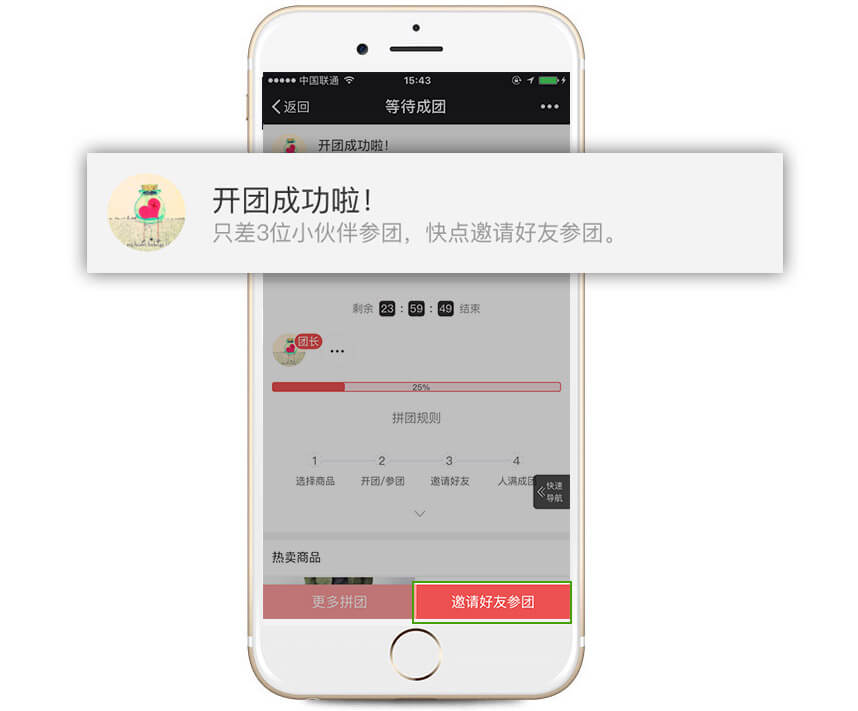 中国联通 15:43
返回 等待成团
开团成功啦!
开团成功啦!
只差3位小伙伴参团，快点邀请好友参团。
剩余 23 : 59 : 49 结束
团长
25%
拼团规则
1 2 3 4
选择商品 开团/参团 邀请好友 人满成团
快速
导航
热卖商品
更多拼团 邀请好友参团